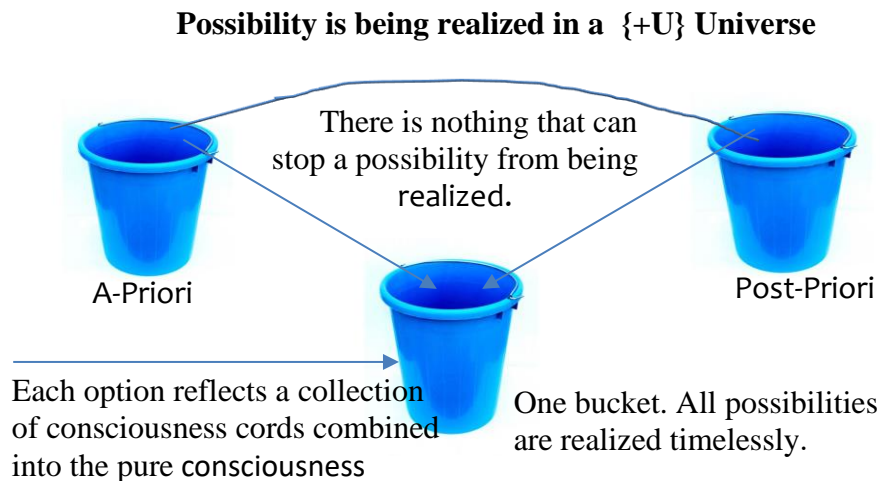 Possibility is being realized in a {+U} Universe
There is nothing that can
stop a possibility from being
realized.
A-Priori
Post-Priori
Each option reflects a collection
of consciousness cords combined
into the pure consciousness
One bucket. All possibilities
are realized timelessly.